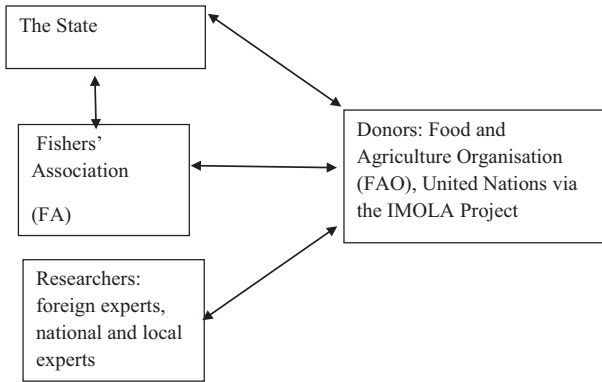 The State
Fishers’
Association
(FA)
Donors: Food and
Agriculture Organisation
(FAO), United Nations via
the IMOLA Project
Researchers:
foreign experts,
national and local
experts